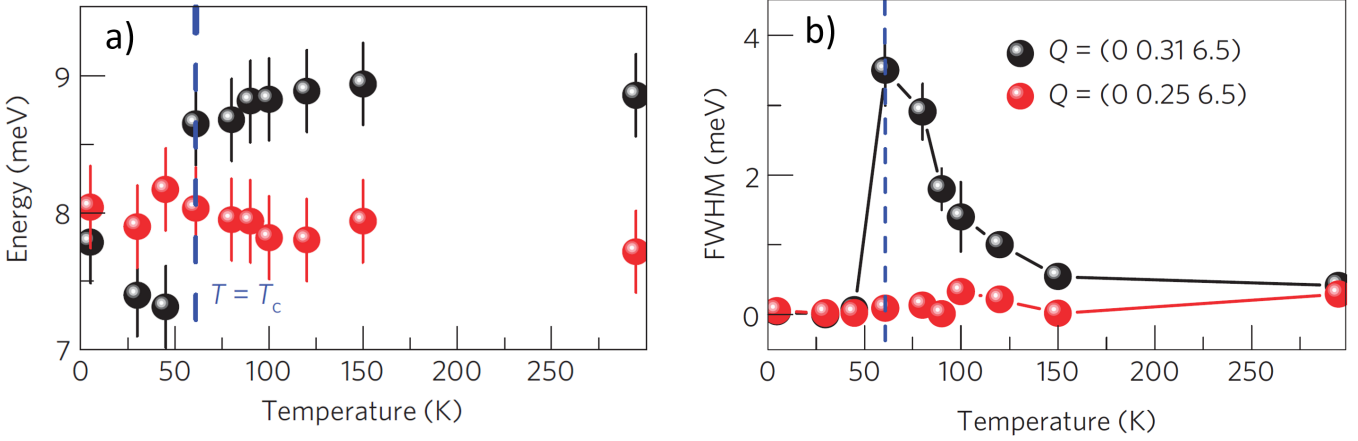 a)
Energy (meV)
9
8
7
T = Tc
0 50 100 150 200 250
Temperature (K)
b)
Q = (0 0.31 6.5)
Q = (0 0.25 6.5)
FWHM (meV)
4
2
0
0 50 100 150 200 250
Temperature (K)